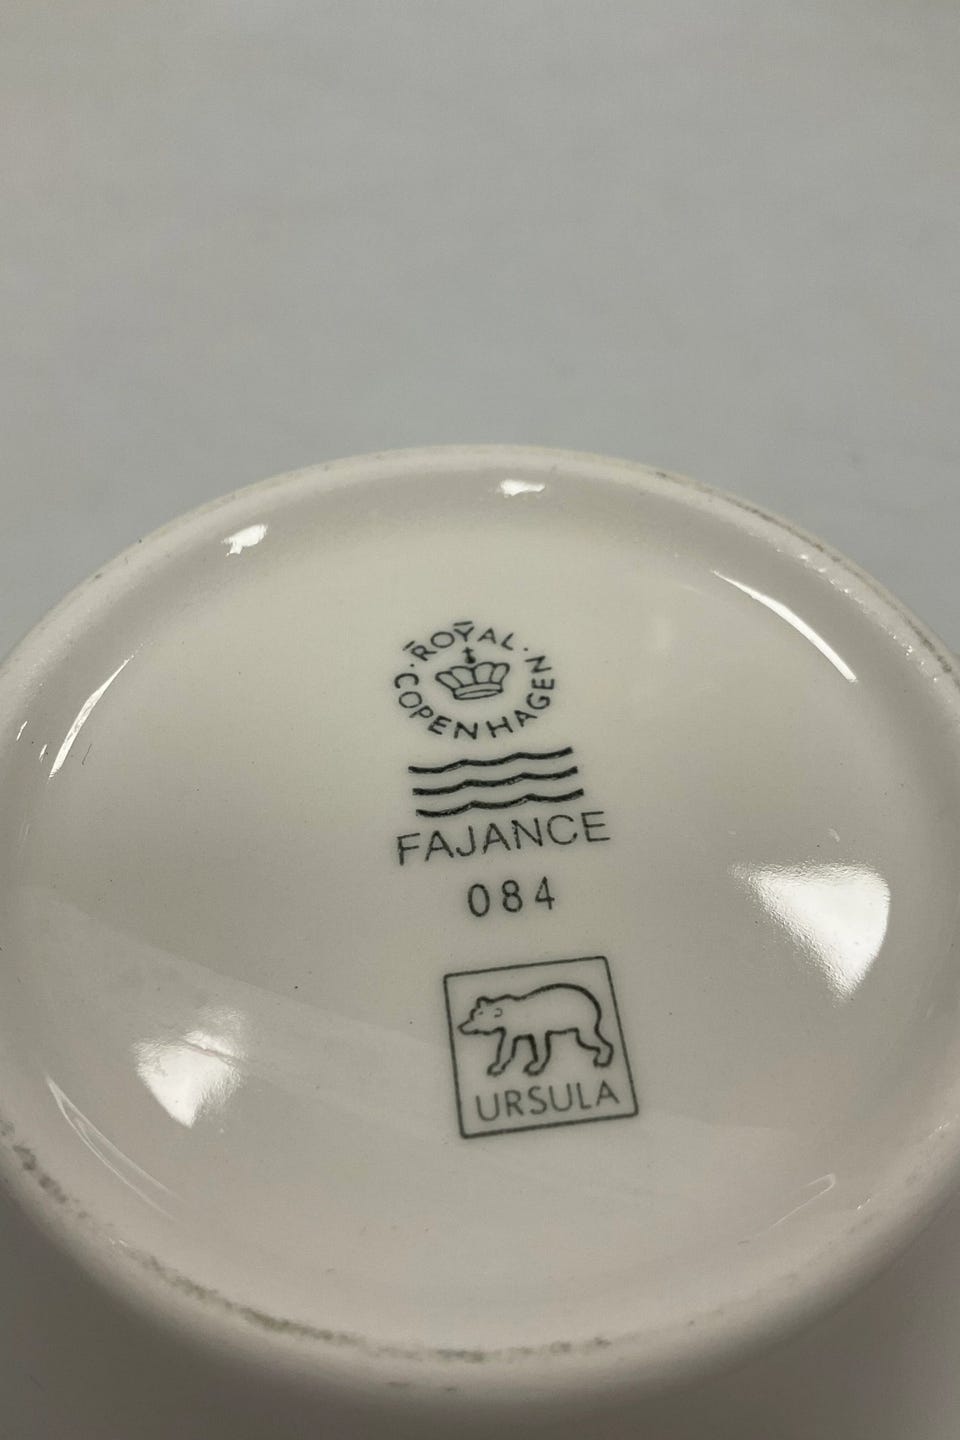 ROYAL
COPENHAGEN
FAJANCE
084
URSULA